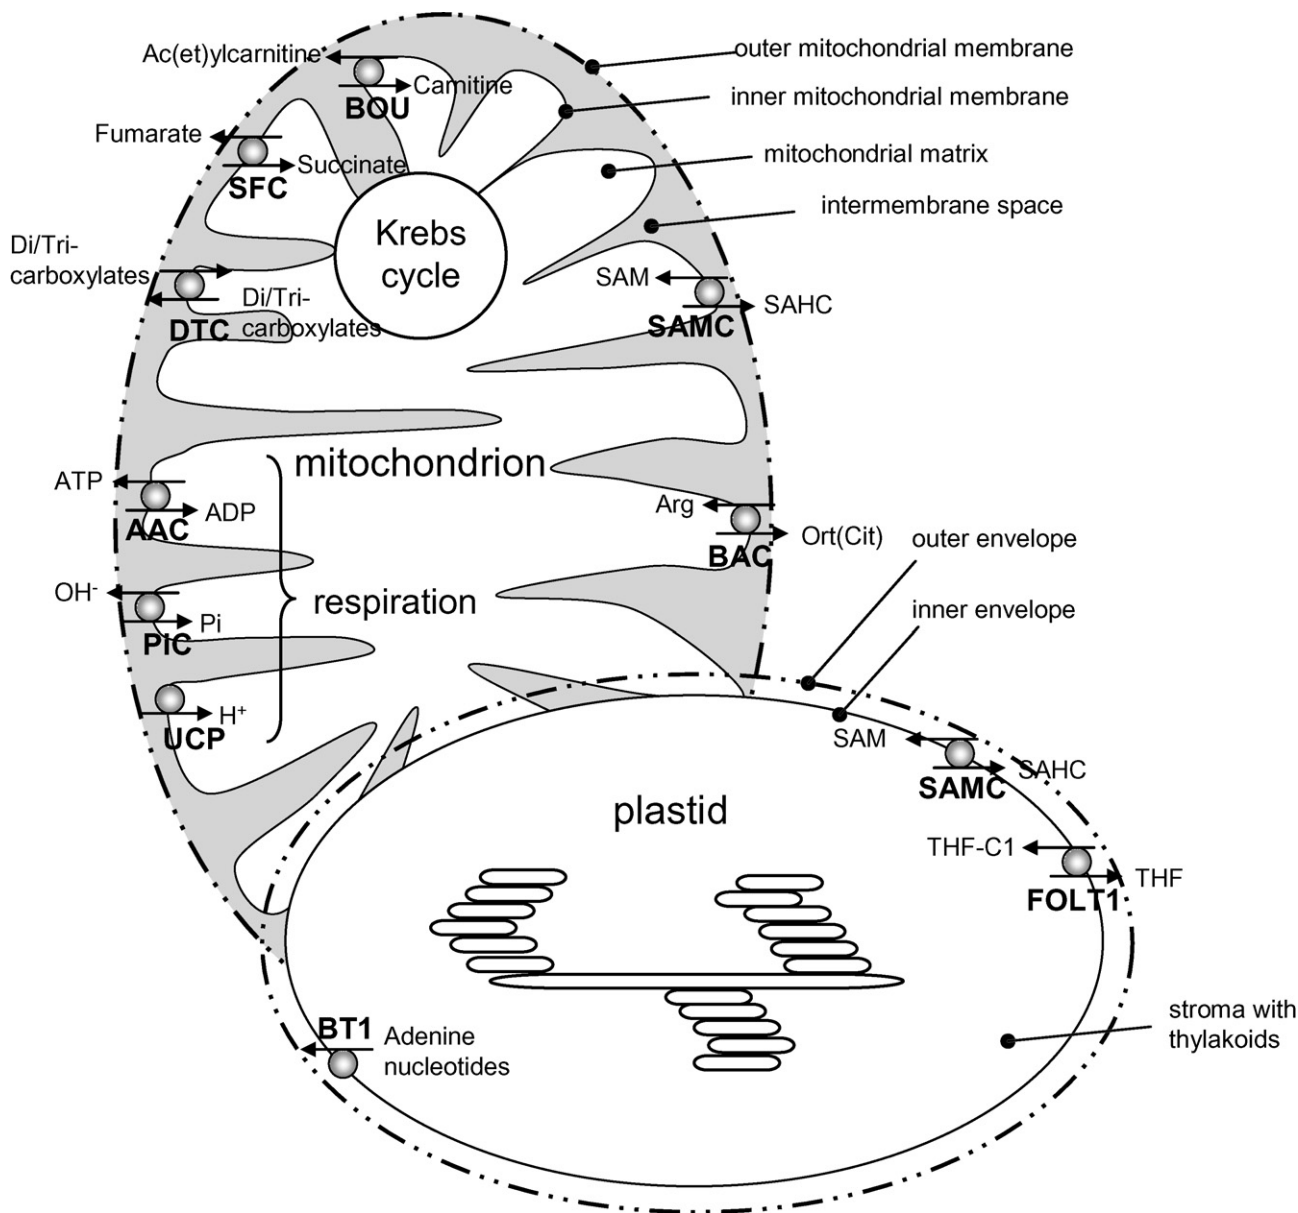 Ac(et)ylcarnitine
Carnitine
BOU
outer mitochondrial membrane
inner mitochondrial membrane
mitochondrial matrix
intermembrane space
Fumarate
Succinate
SFC
Krebs
cycle
Di/Tri-
carboxylates
Di/Tri-
carboxylates
DTC
SAM
SAHC
SAMC
mitochondrion
ATP
ADP
AAC
Arg
Ort(Cit)
BAC
OH-
Pi
PIC
respiration
H+
UCP
outer envelope
inner envelope
SAM
SAHC
SAMC
plastid
THF-C1
THF
FOLT1
BT1
Adenine
nucleotides
stroma with
thylakoids